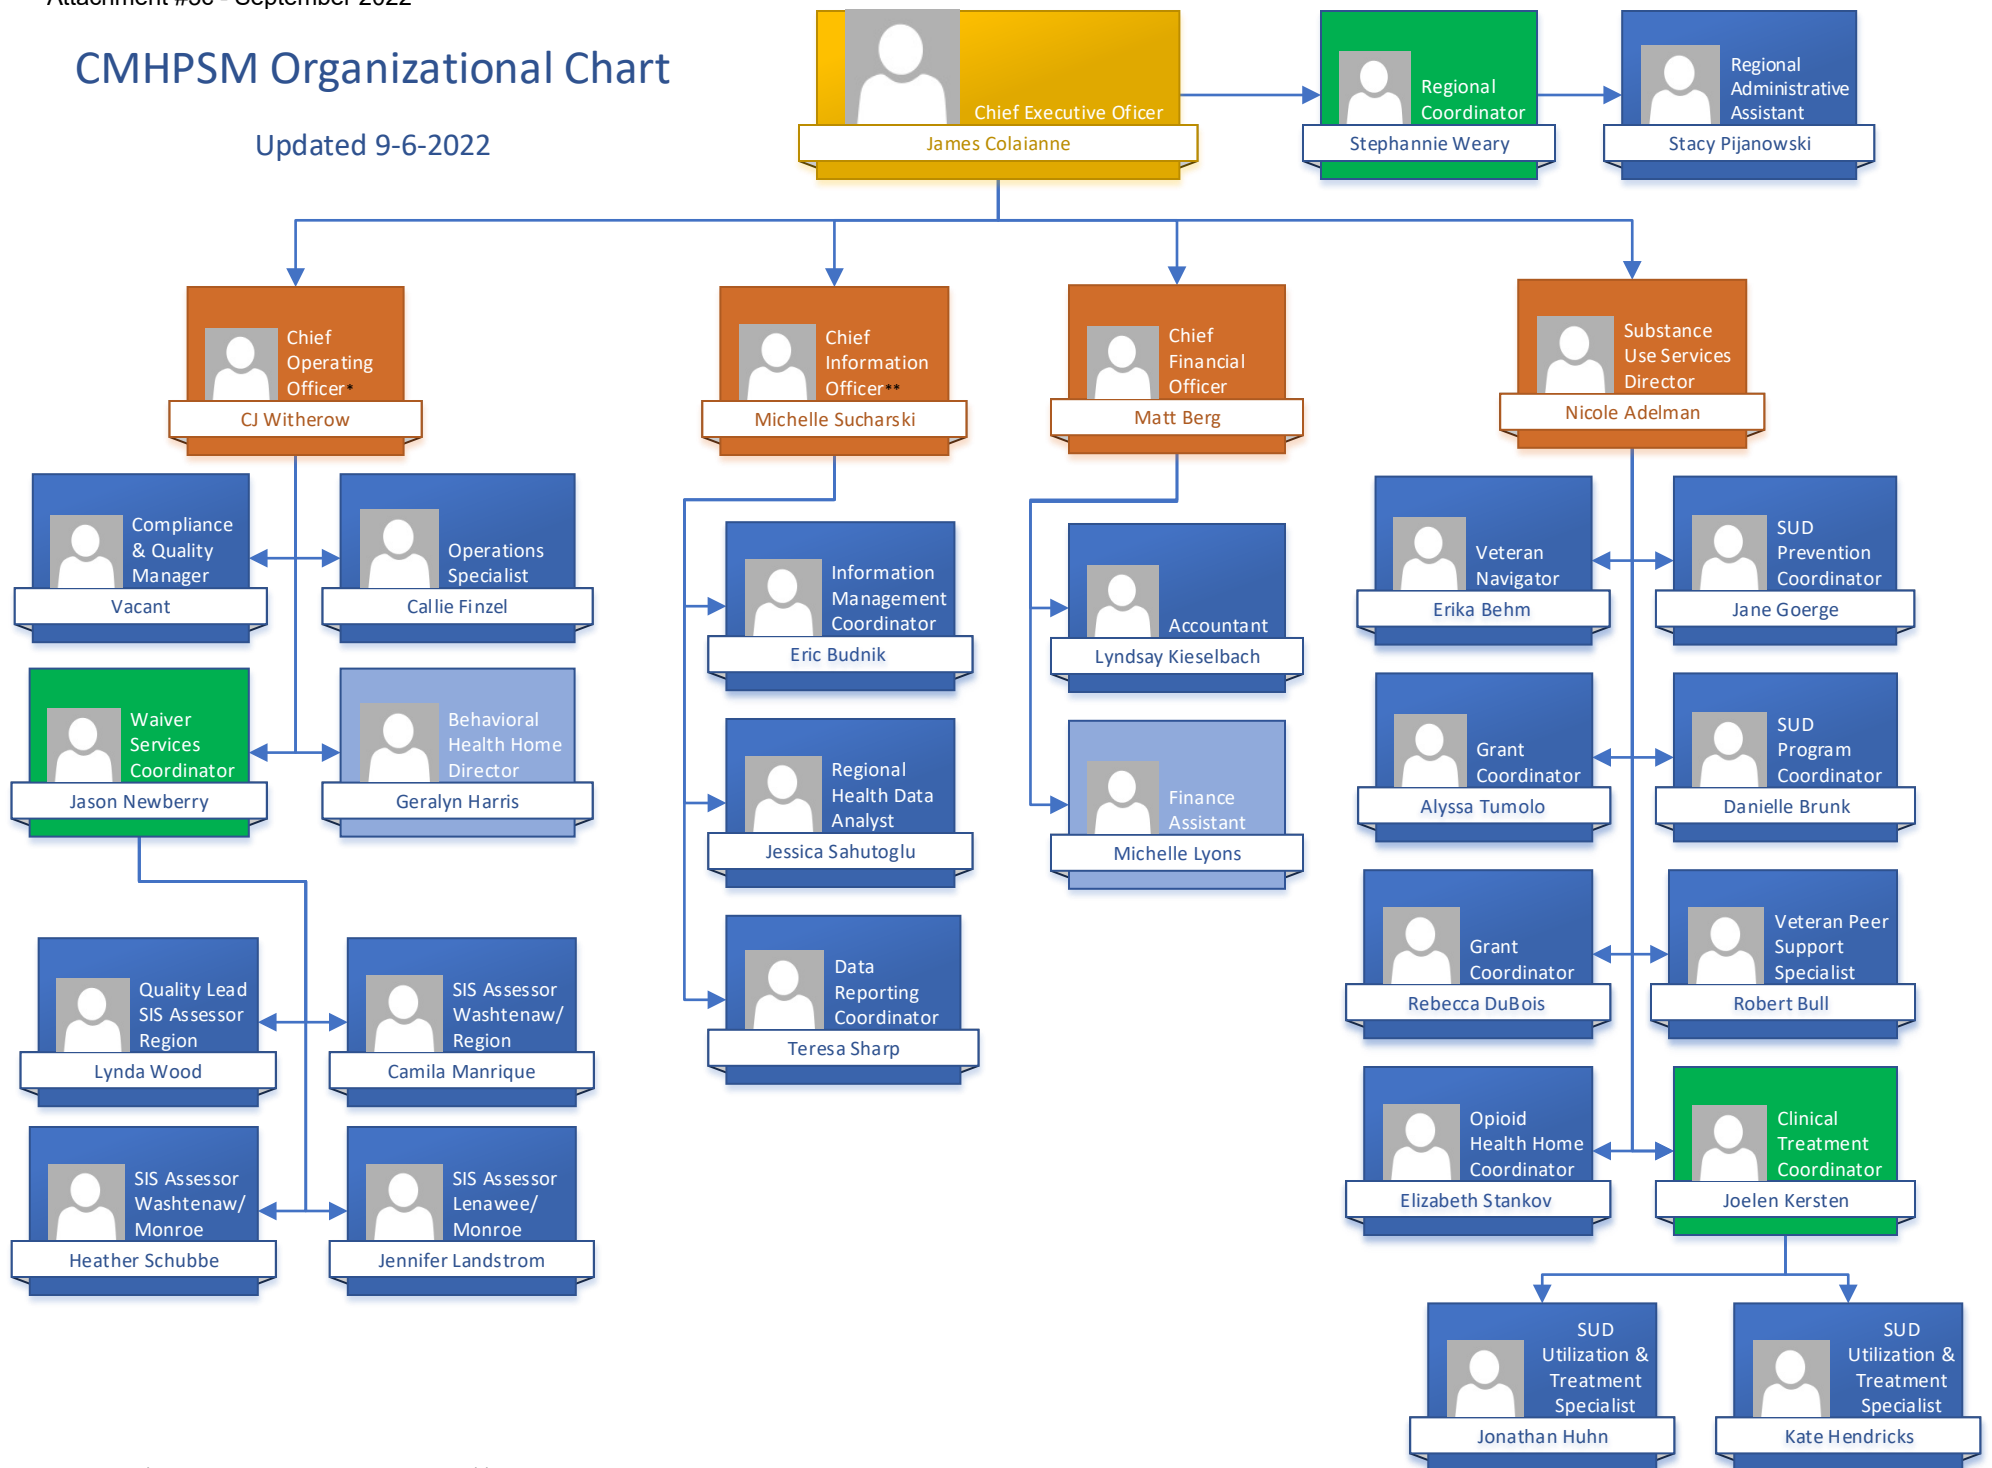 CMHPSM Organizational Chart
Updated 9-6-2022
Chief Executive Oficer
James Colaianne
Regional
Coordinator
Stephannie Weary
Regional
Administrative
Assistant
Stacy Pijanowski
Chief
Operating
Officer*
CJ Witherow
Chief
Information
Officer**
Michelle Sucharski
Chief
Financial
Officer
Matt Berg
Substance
Use Services
Director
Nicole Adelman
Compliance
& Quality
Manager
Vacant
Operations
Specialist
Callie Finzel
Waiver
Services
Coordinator
Jason Newberry
Behavioral
Health Home
Director
Geralyn Harris
Quality Lead
SIS Assessor
Region
Lynda Wood
SIS Assessor
Washtenaw/
Region
Camila Manrique
SIS Assessor
Washtenaw/
Monroe
Heather Schubbe
SIS Assessor
Lenawee/
Monroe
Jennifer Landstrom
Information
Management
Coordinator
Eric Budnik
Regional
Health Data
Analyst
Jessica Sahutoglu
Data
Reporting
Coordinator
Teresa Sharp
Accountant
Lyndsay Kieselbach
Finance
Assistant
Michelle Lyons
Veteran
Navigator
Erika Behm
SUD
Prevention
Coordinator
Jane Goerge
Grant
Coordinator
Alyssa Tumolo
SUD
Program
Coordinator
Danielle Brunk
Grant
Coordinator
Rebecca DuBois
Veteran Peer
Support
Specialist
Robert Bull
Opioid
Health Home
Coordinator
Elizabeth Stankov
Clinical
Treatment
Coordinator
Joelen Kersten
SUD
Utilization &
Treatment
Specialist
Jonathan Huhn
SUD
Utilization &
Treatment
Specialist
Kate Hendricks